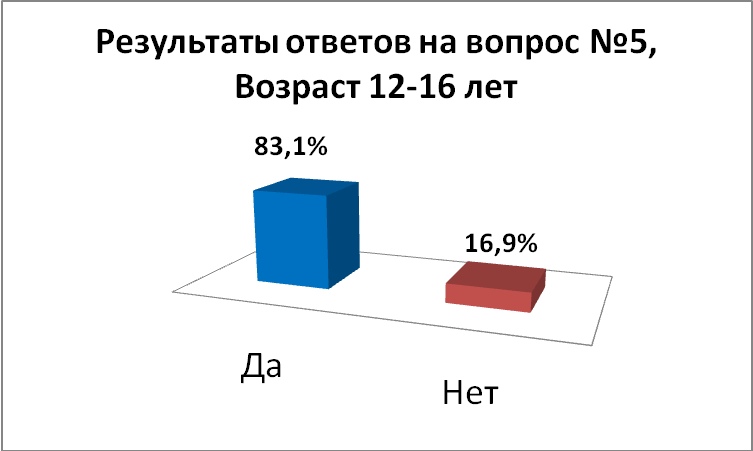 Результаты ответов на вопрос №5,
Возраст 12-16 лет
83,1%
16,9%
Да
Нет